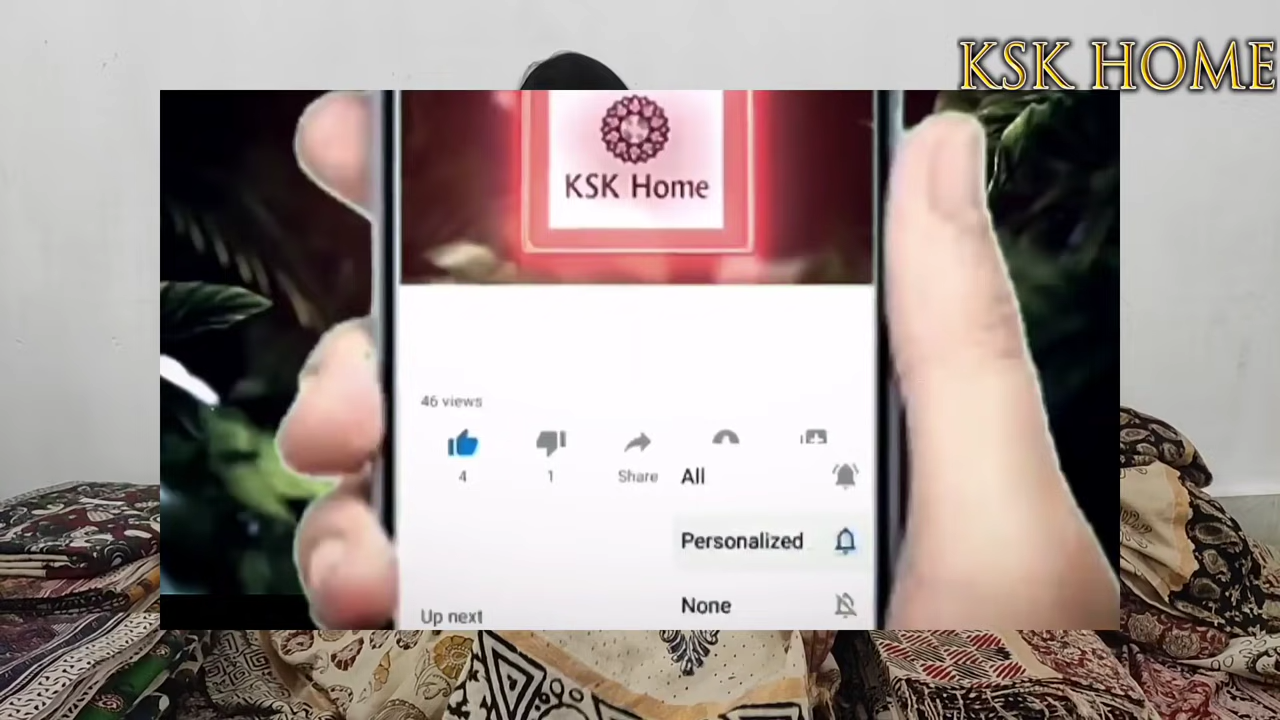 KSK HOME
KSK Home
46 views
4
1
Share
All
Personalized
None
Up next